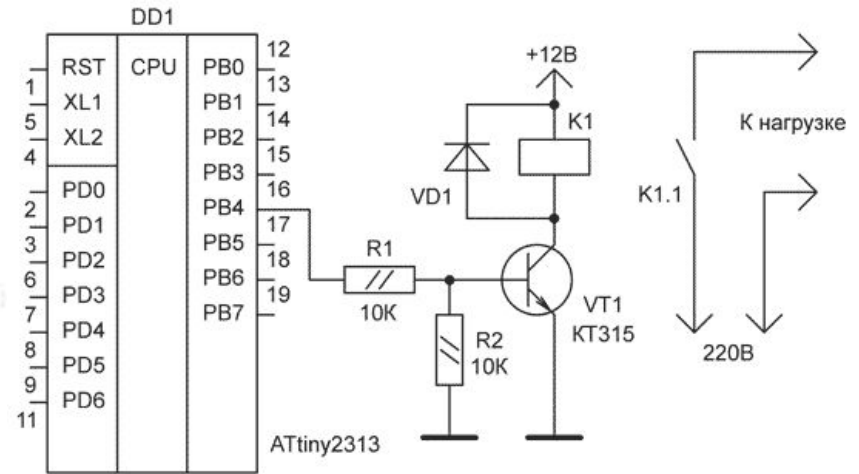 DD1
RST CPU PB0 12
1 XL1 PB1 13
5 XL2 PB2 14
4 PB3 15
PD0 PB4 16
2 PD1 PB5 17
3 PD2 PB6 18
6 PD3 PB7 19
7 PD4
8 PD5
9 PD6
11
ATtiny2313
R1
10К
R2
10К
+12В
K1
VD1
VT1
КТ315
К нагрузке
K1.1
220В